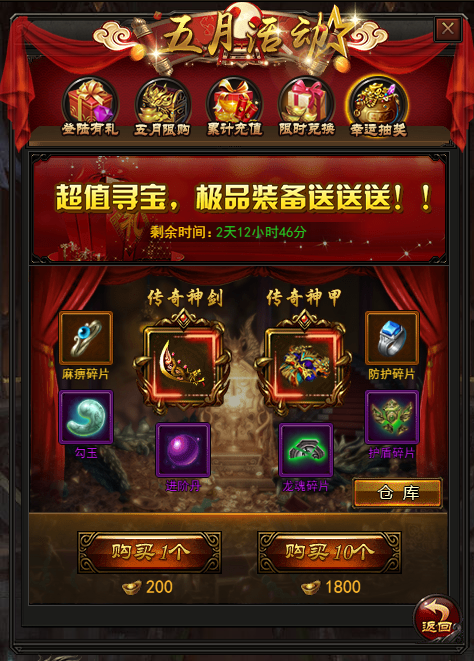 五月活动
登陆有礼 五月限购 累计充值 限时兑换 幸运抽奖
超值寻宝，极品装备送送送！！
剩余时间：2天12小时46分
传奇神剑 传奇神甲
麻痹碎片 防护碎片
勾玉 护盾碎片
进阶丹 龙魂碎片
仓库
购买1个 购买10个
200 1800
返回